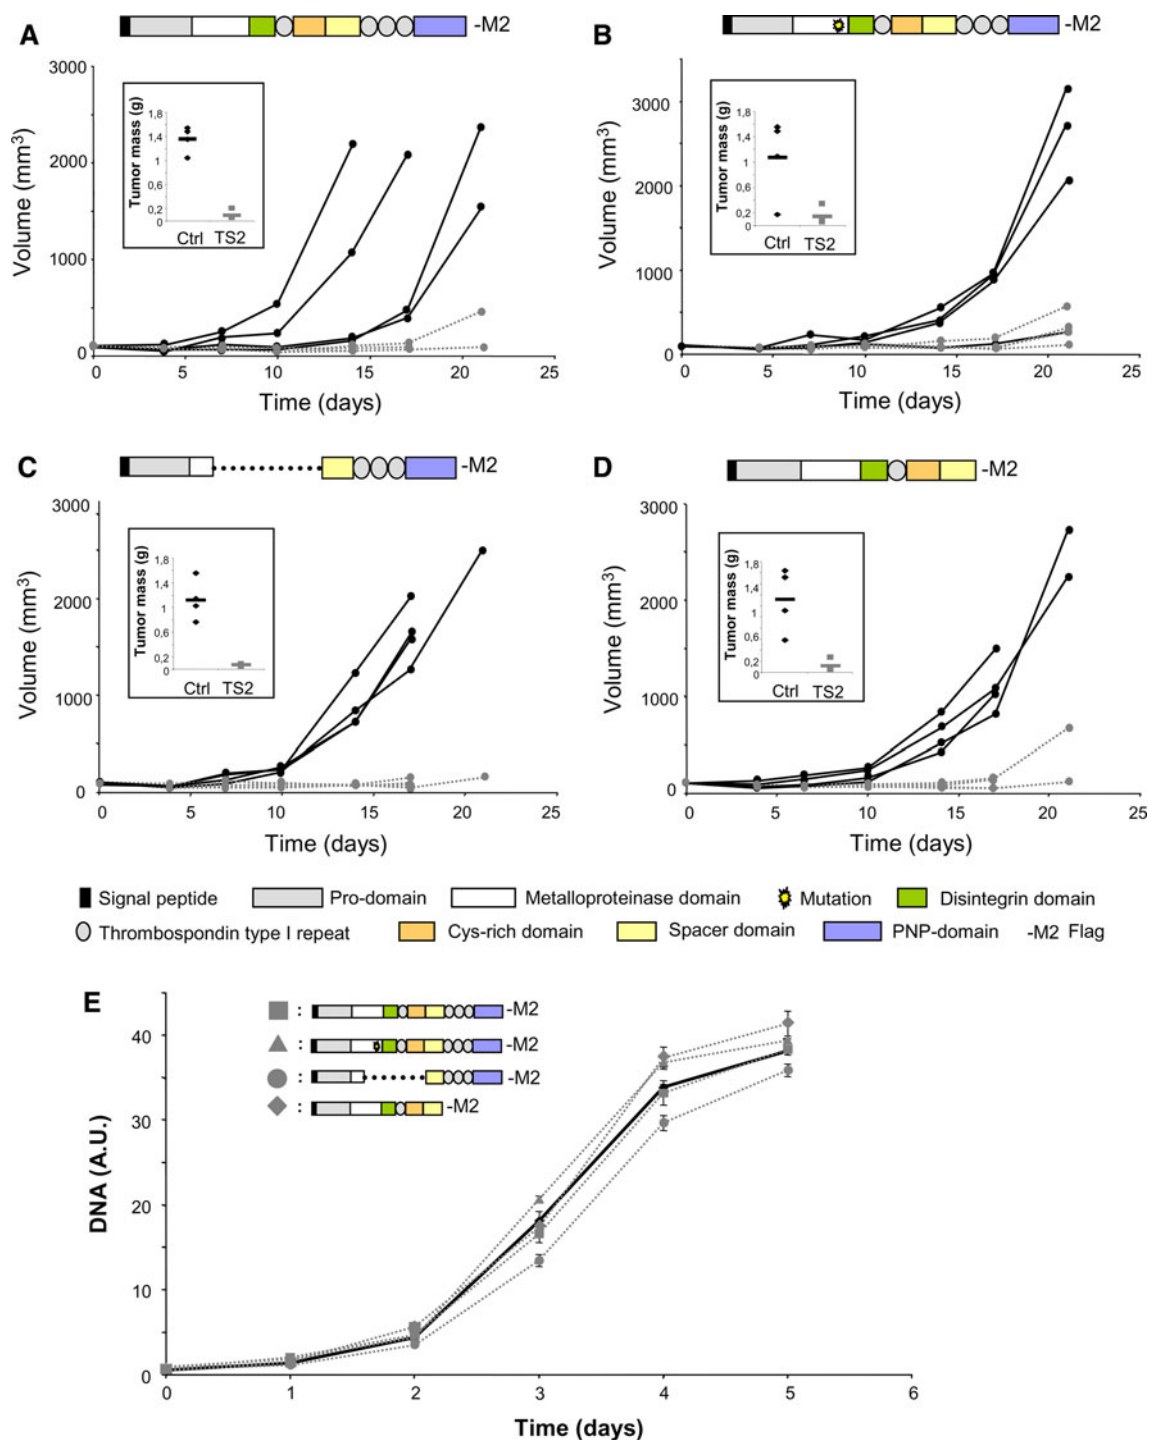 A
-M2
3000
2000
1000
0
Volume (mm³)
0 5 10 15 20 25
Time (days)
Tumor mass (g)
1,8
1,4
1
0,6
0,2
0
Ctrl TS2
B
-M2
3000
2000
1000
0
Volume (mm³)
0 5 10 15 20 25
Time (days)
Tumor mass (g)
1,8
1,4
1
0,6
0,2
0
Ctrl TS2
C
-M2
3000
2000
1000
0
Volume (mm³)
0 5 10 15 20 25
Time (days)
Tumor mass (g)
1,8
1,4
1
0,6
0,2
0
Ctrl TS2
D
-M2
3000
2000
1000
0
Volume (mm³)
0 5 10 15 20 25
Time (days)
Tumor mass (g)
1,8
1,4
1
0,6
0,2
0
Ctrl TS2
Signal peptide Pro-domain Metalloproteinase domain Mutation Disintegrin domain
Thrombospondin type I repeat Cys-rich domain Spacer domain PNP-domain -M2 Flag
E
: -M2
: -M2
: -M2
: -M2
40
30
20
10
0
DNA (A.U.)
0 1 2 3 4 5 6
Time (days)